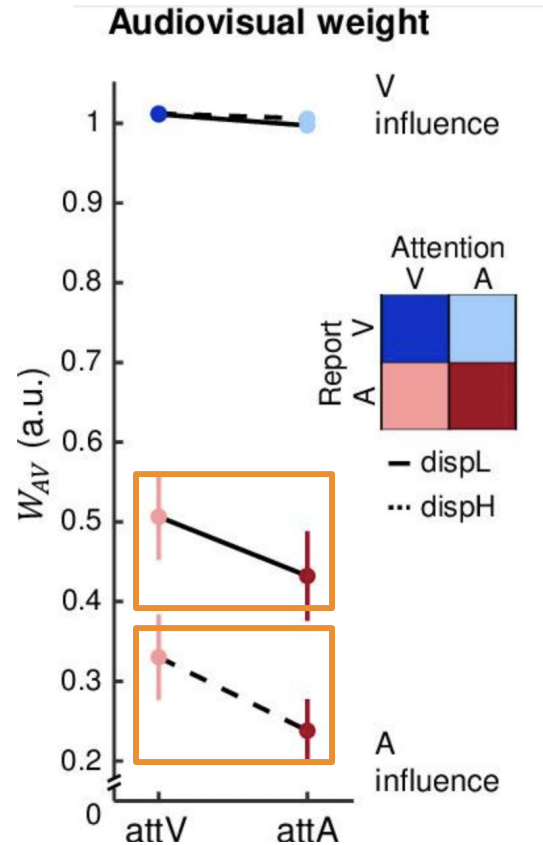 Audiovisual weight
V
influence
1
0.9
0.8
0.7
0.6
0.5
0.4
0.3
0.2
0
W_AV (a.u.)
Attention
V A
Report
V
A
dispL
dispH
A
influence
attV attA